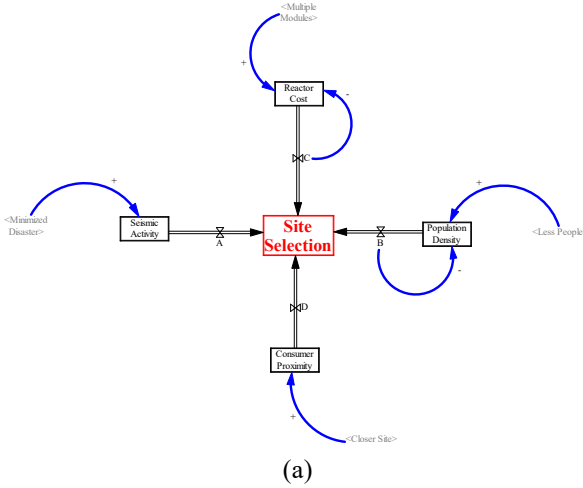 <Multiple
Modules>
+
Reactor
Cost
-
C
+
<Minimized
Disaster>
Seismic
Activity
A
Site
Selection
B
Population
Density
+
<Less People
-
D
Consumer
Proximity
+
<Closer Site>
(a)